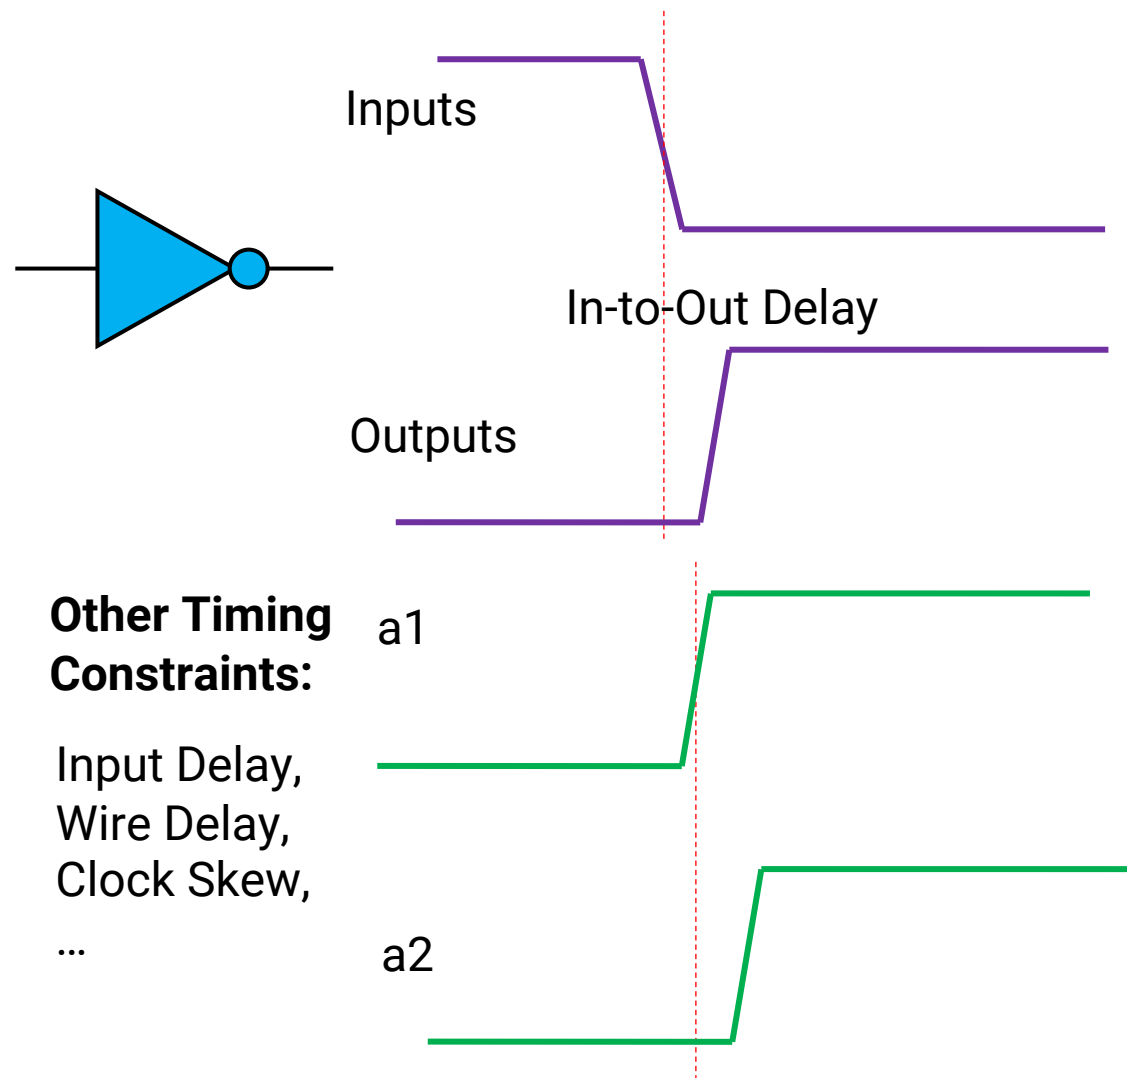 Inputs
In-to-Out Delay
Outputs
Other Timing
Constraints:
a1
Input Delay,
Wire Delay,
Clock Skew,
...
a2